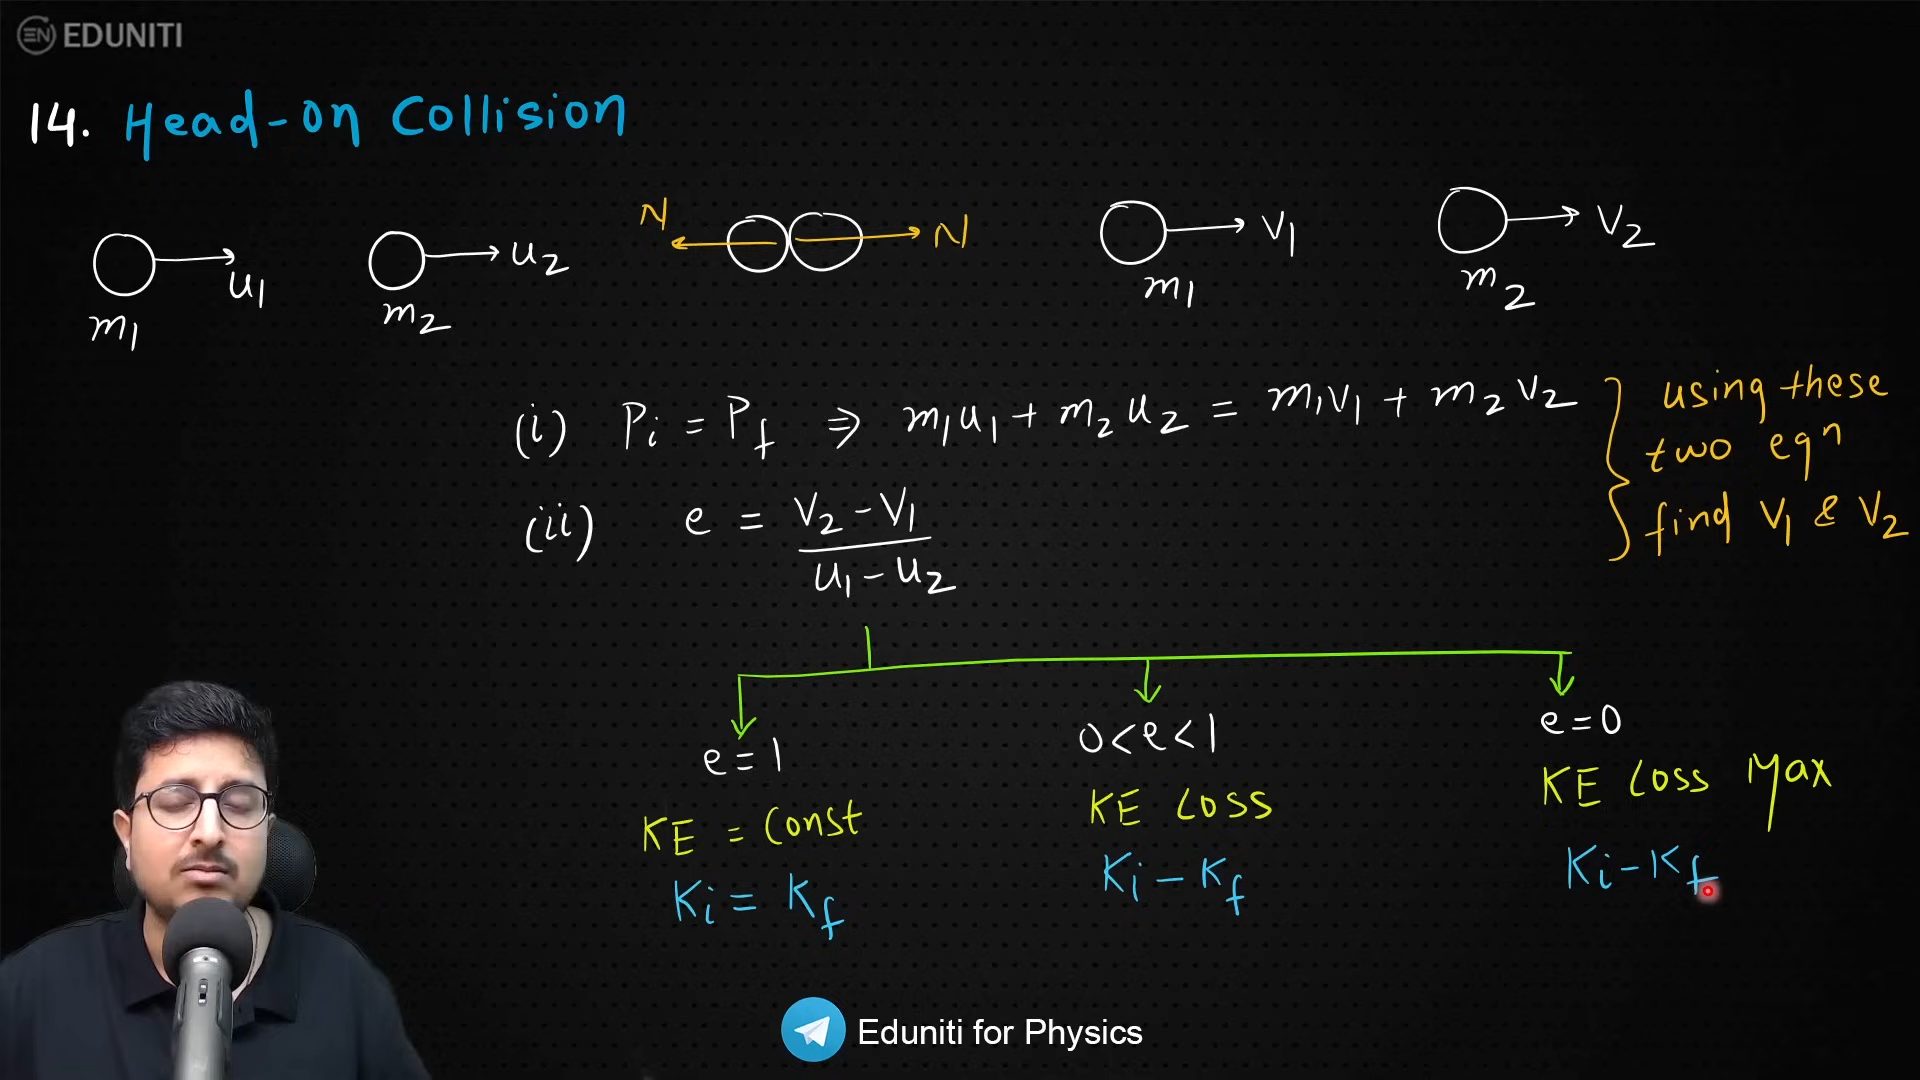 EN EDUNITI
14. Head-on Collision
m₁ u₁ m₂ u₂ N N m₁ v₁ m₂ v₂
(i) Pi = Pf ⇒ m₁u₁ + m₂u₂ = m₁v₁ + m₂v₂
using these
two eqn
find v₁ & v₂
(ii) e = (v₂ - v₁) / (u₁ - u₂)
e = 1
KE = Const
Ki = Kf
0 < e < 1
KE Loss
Ki - Kf
e = 0
KE Loss Max
Ki - Kf
Eduniti for Physics